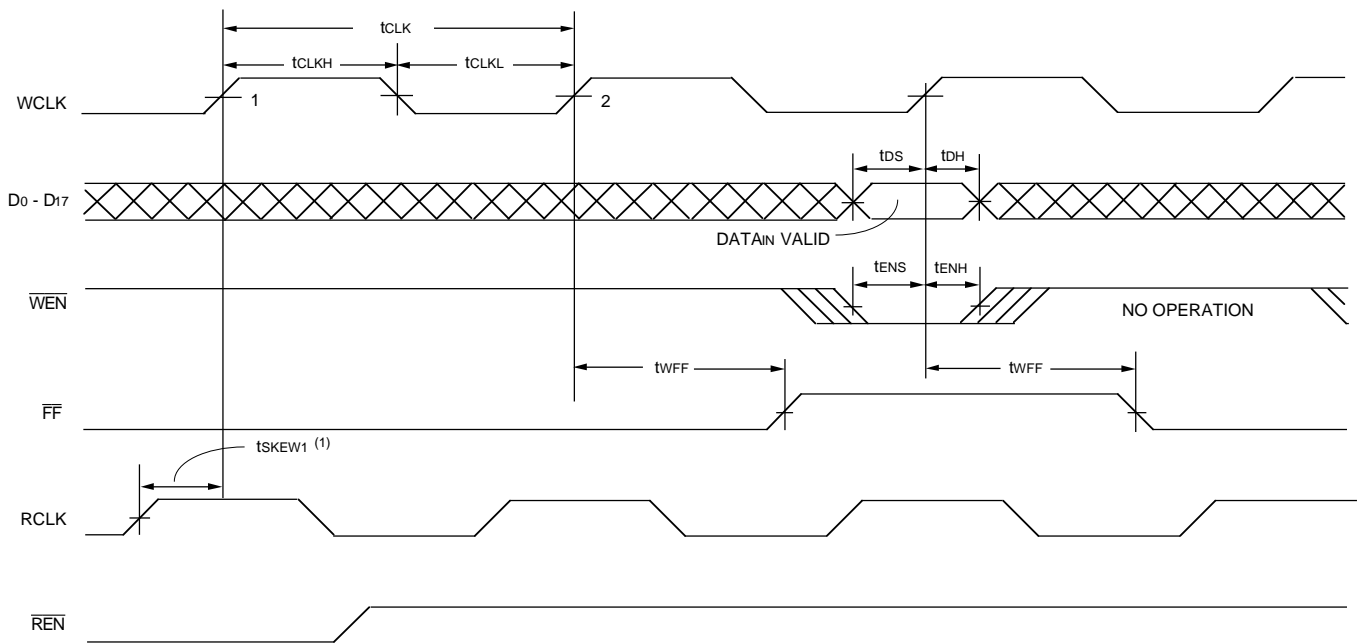 tCLK
tCLKH
tCLKL
WCLK
1
2
tDS
tDH
D0 - D17
DATAIN VALID
tENS
tENH
WEN
NO OPERATION
tWFF
tWFF
FF
tSKEW1 (1)
RCLK
REN